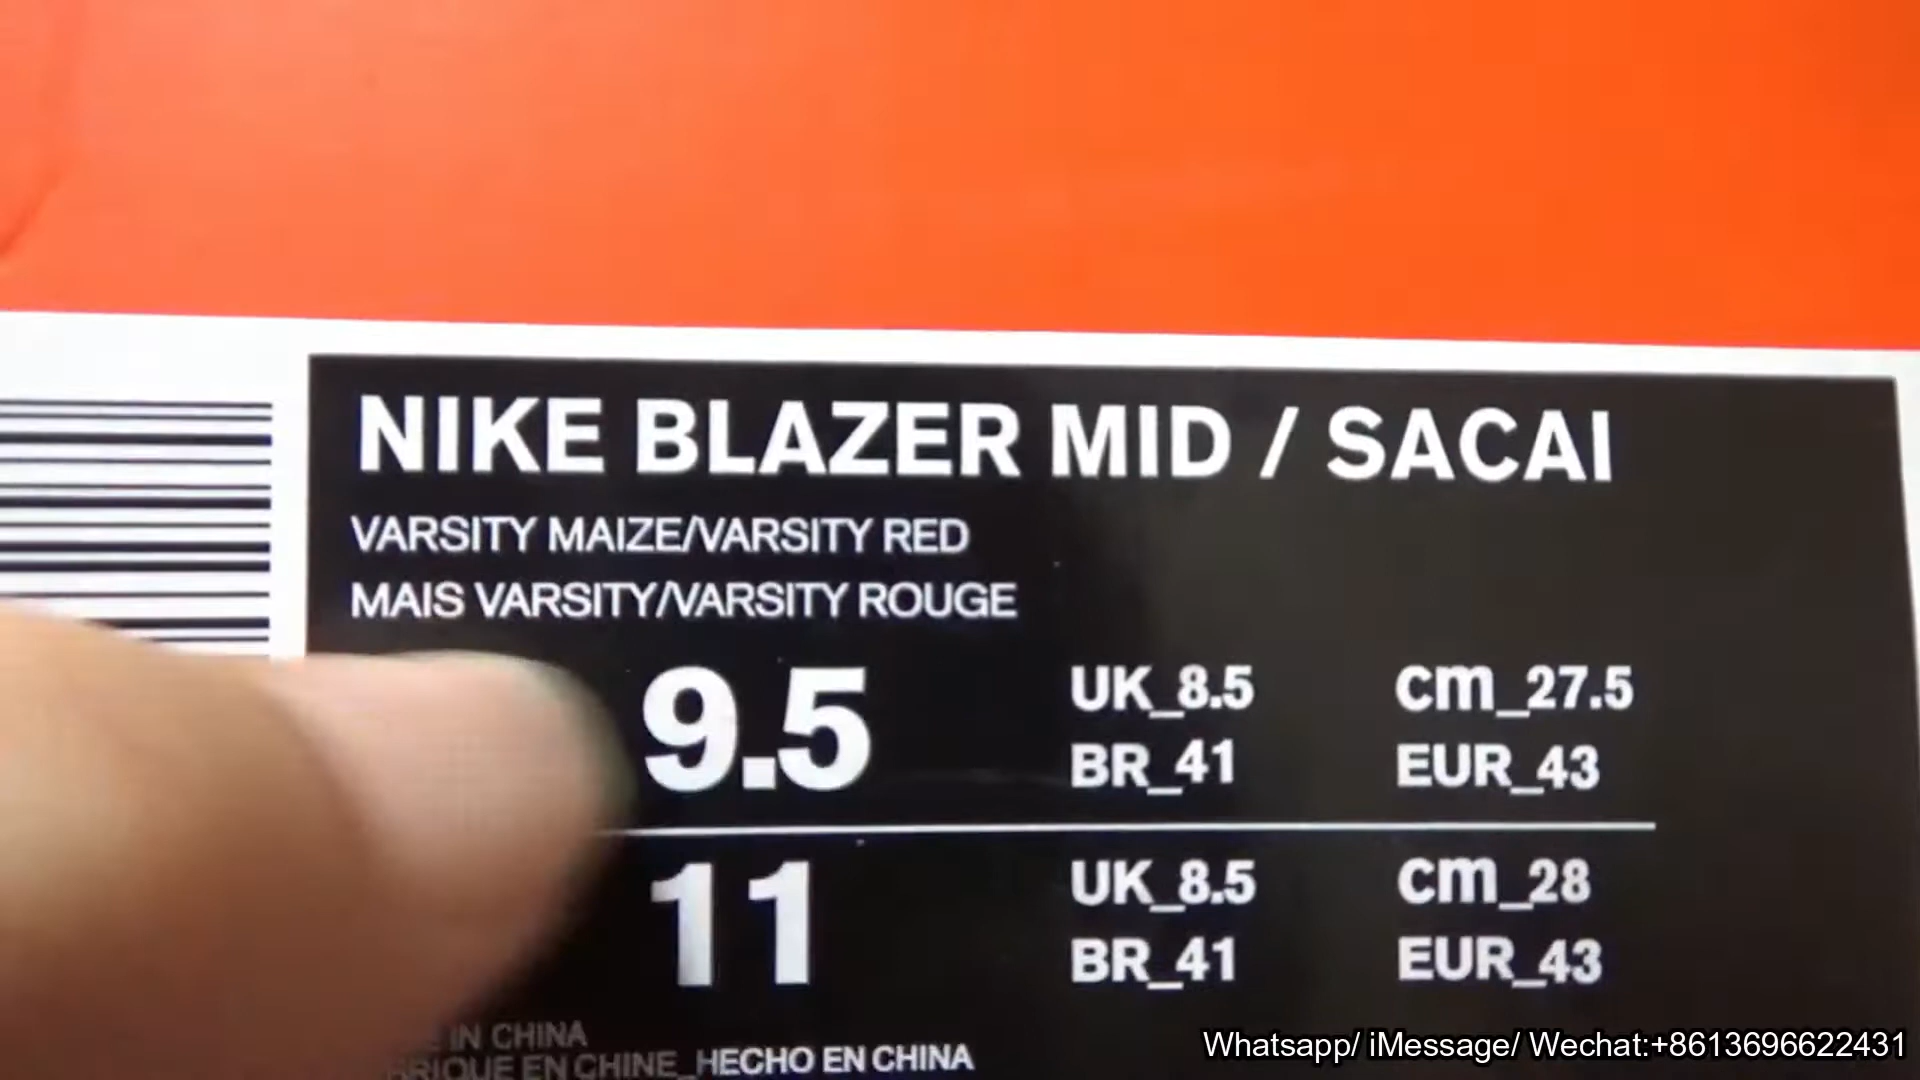 NIKE BLAZER MID / SACAI
VARSITY MAIZE/VARSITY RED
MAIS VARSITY/VARSITY ROUGE
9.5 UK_8.5 cm_27.5
BR_41 EUR_43
11 UK_8.5 cm_28
BR_41 EUR_43
IN CHINA
EN CHINE_HECHO EN CHINA
Whatsapp/ iMessage/ Wechat:+8613696622431